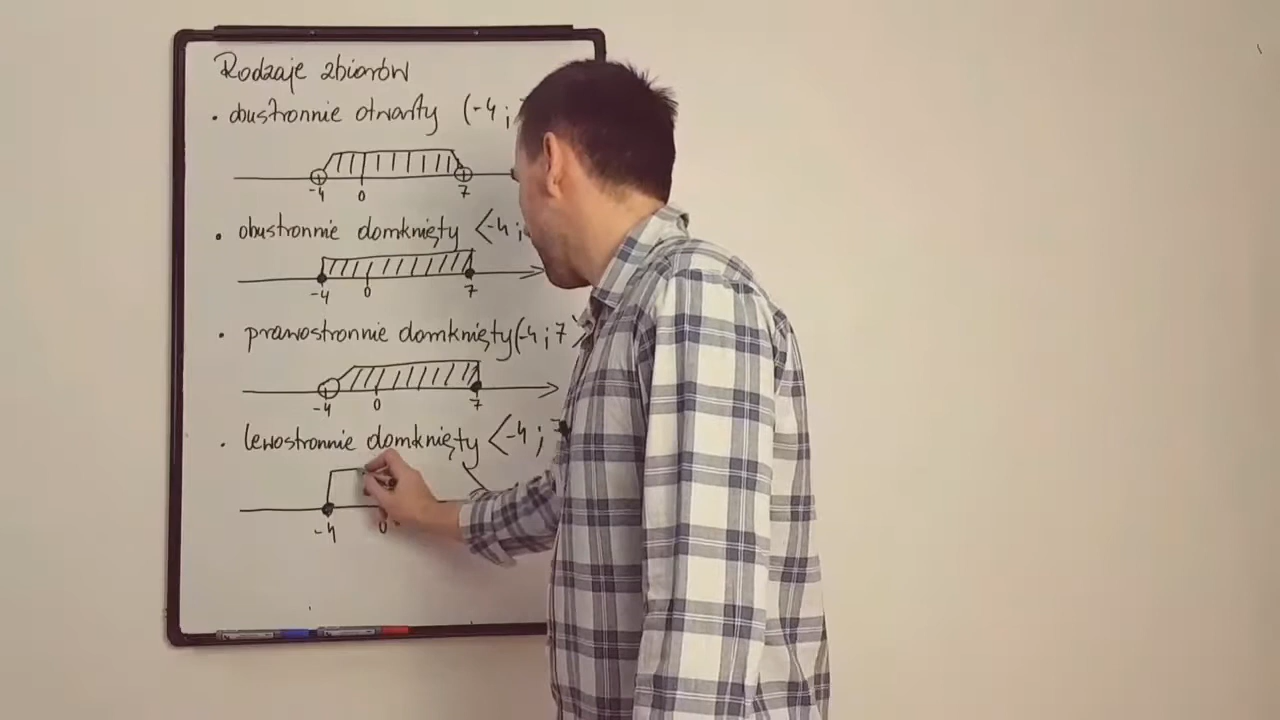 Rodzaje zbiorów
• obustronnie otwarty (-4 ;
-4 0 7
• obustronnie domknięty <-4 ;
-4 0 7
• prawostronnie domknięty (-4 ; 7>
-4 0 7
• lewostronnie domknięty <-4 ; 7
-4 0